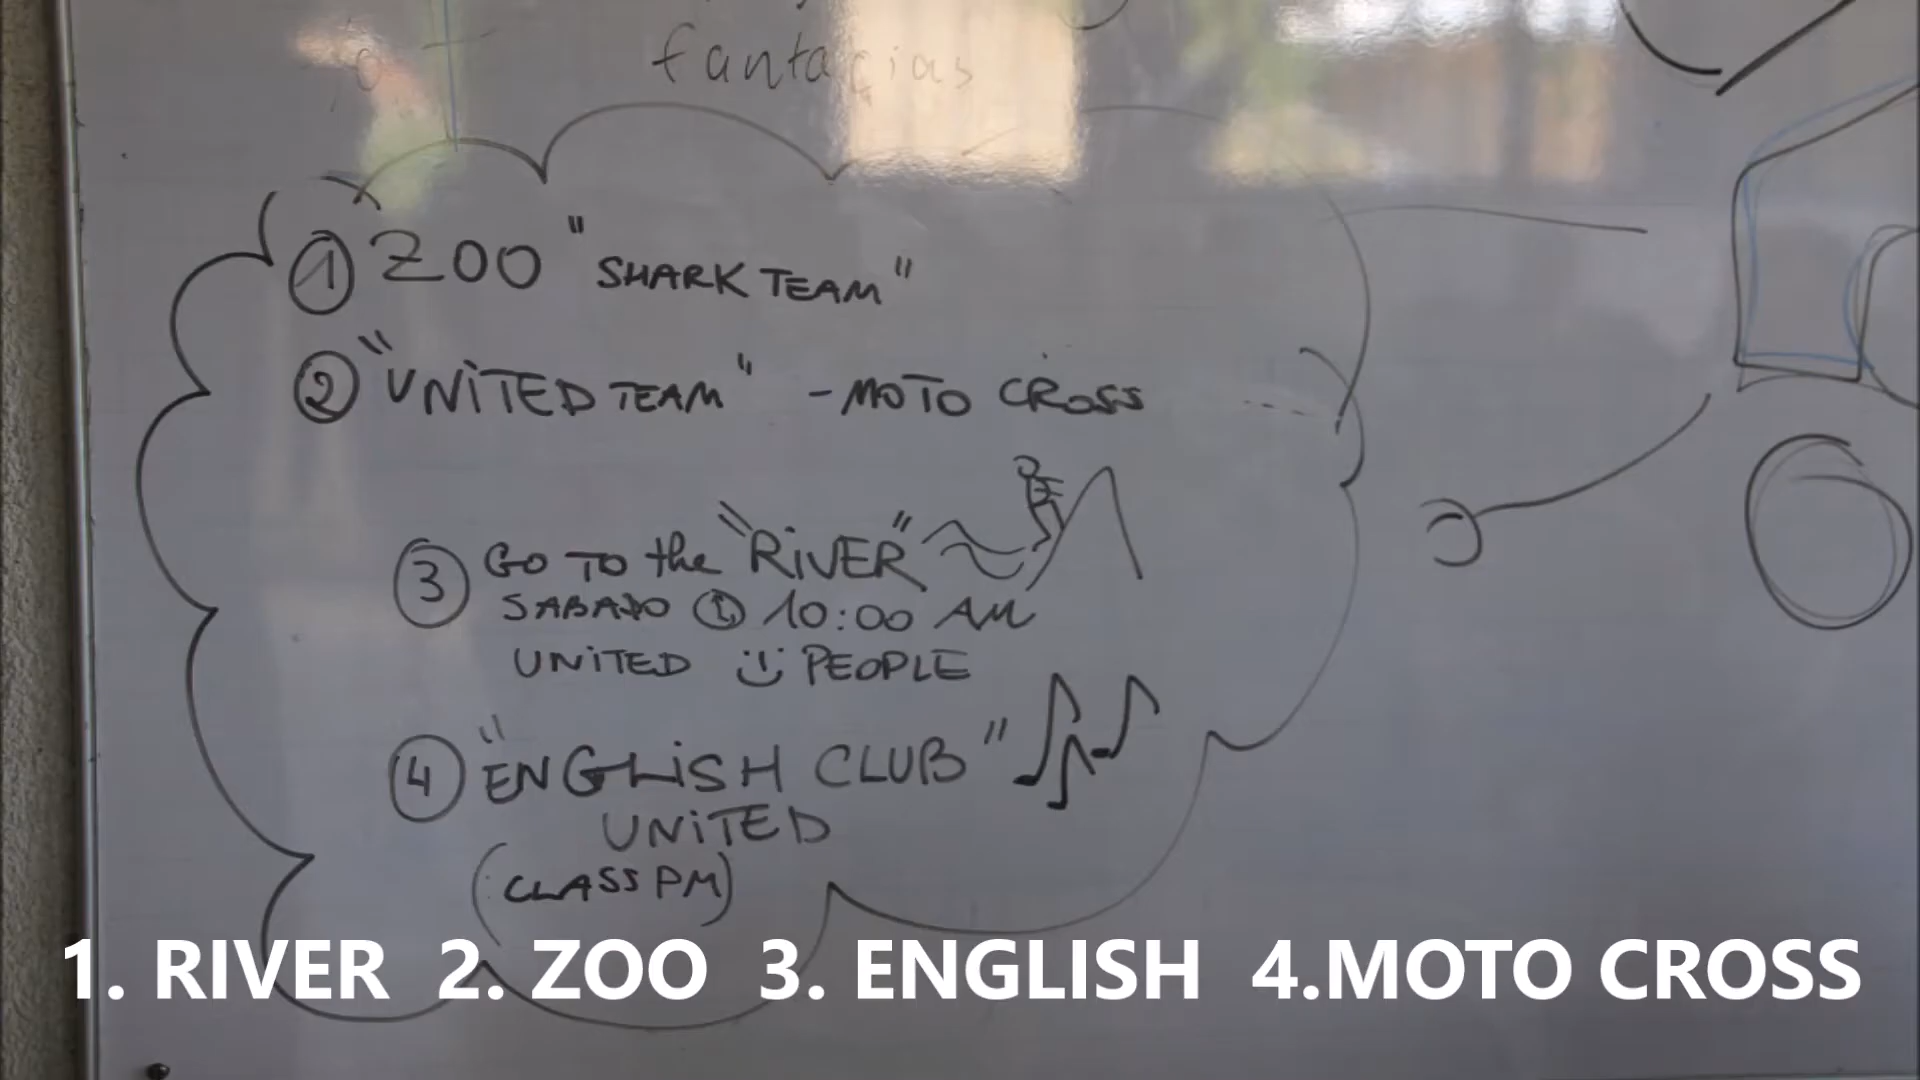 fantacias
① ZOO "SHARK TEAM"
② "UNITED TEAM" - MOTO CROSS
③ GO TO the "RIVER"
SABADO 10:00 AM
UNITED PEOPLE
④ "ENGLISH CLUB"
UNITED
(CLASS PM)
1. RIVER 2. ZOO 3. ENGLISH 4.MOTO CROSS